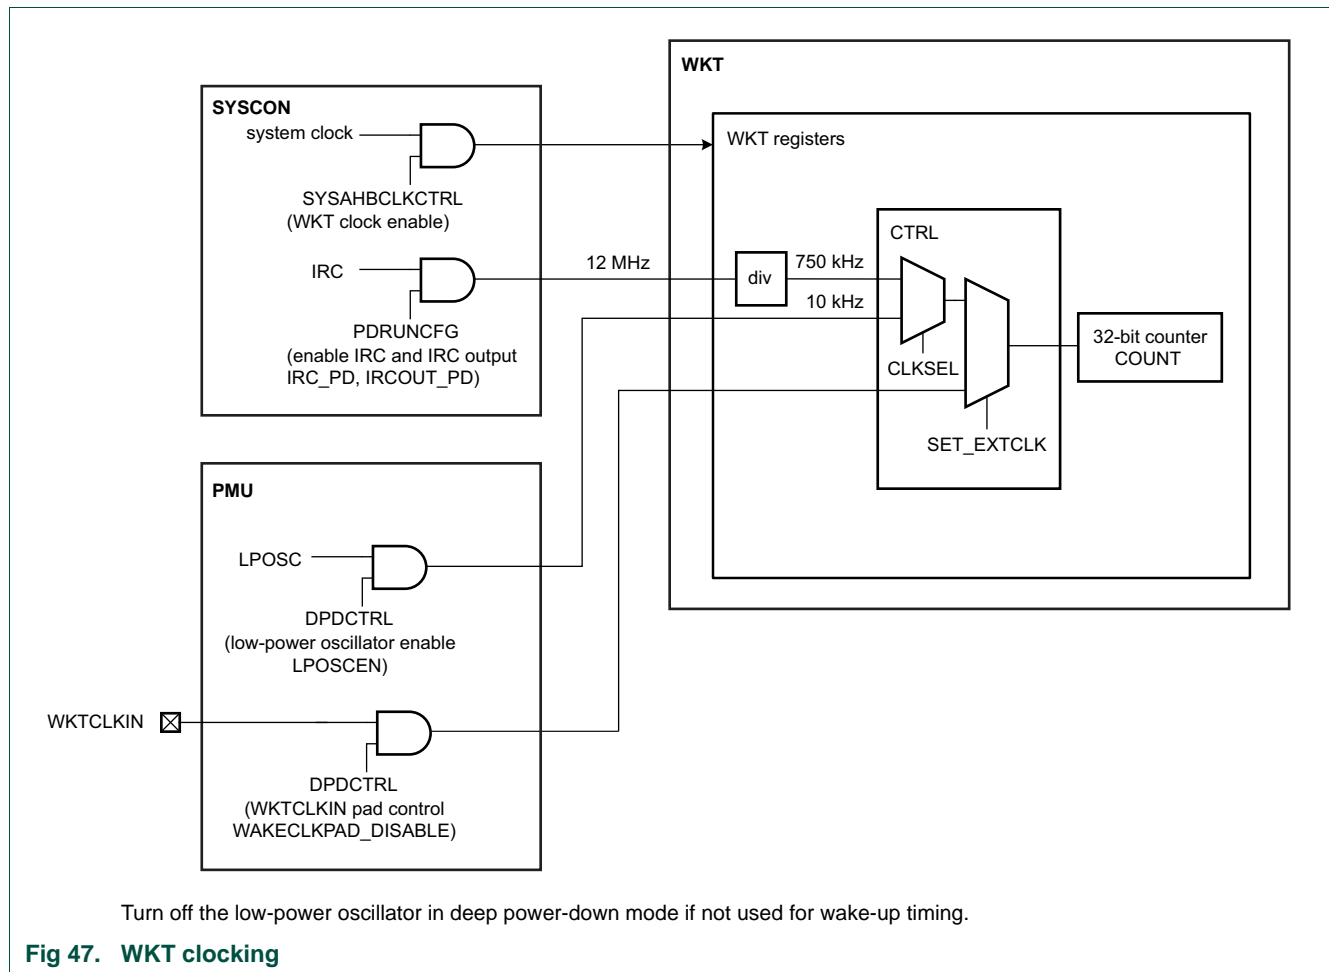 SYSCON
system clock
SYSAHBCLKCTRL
(WKT clock enable)
IRC
PDRUNCFG
(enable IRC and IRC output
IRC_PD, IRCOUT_PD)
12 MHz
WKT
WKT registers
div
750 kHz
10 kHz
CTRL
CLKSEL
SET_EXTCLK
32-bit counter
COUNT
PMU
LPOSC
DPDCTRL
(low-power oscillator enable
LPOSCEN)
WKTCLKIN
DPDCTRL
(WKTCLKIN pad control
WAKECLKPAD_DISABLE)
Turn off the low-power oscillator in deep power-down mode if not used for wake-up timing.
Fig 47. WKT clocking